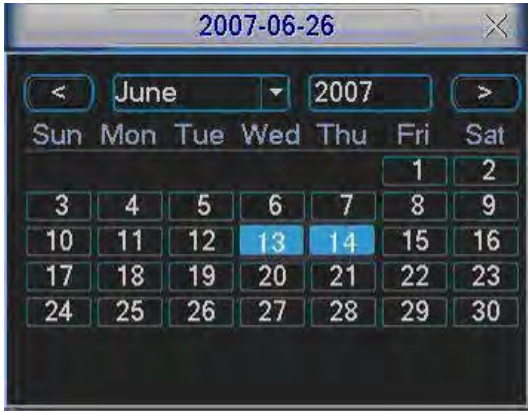 2007-06-26
< June 2007 >
Sun Mon Tue Wed Thu Fri Sat
1 2
3 4 5 6 7 8 9
10 11 12 13 14 15 16
17 18 19 20 21 22 23
24 25 26 27 28 29 30